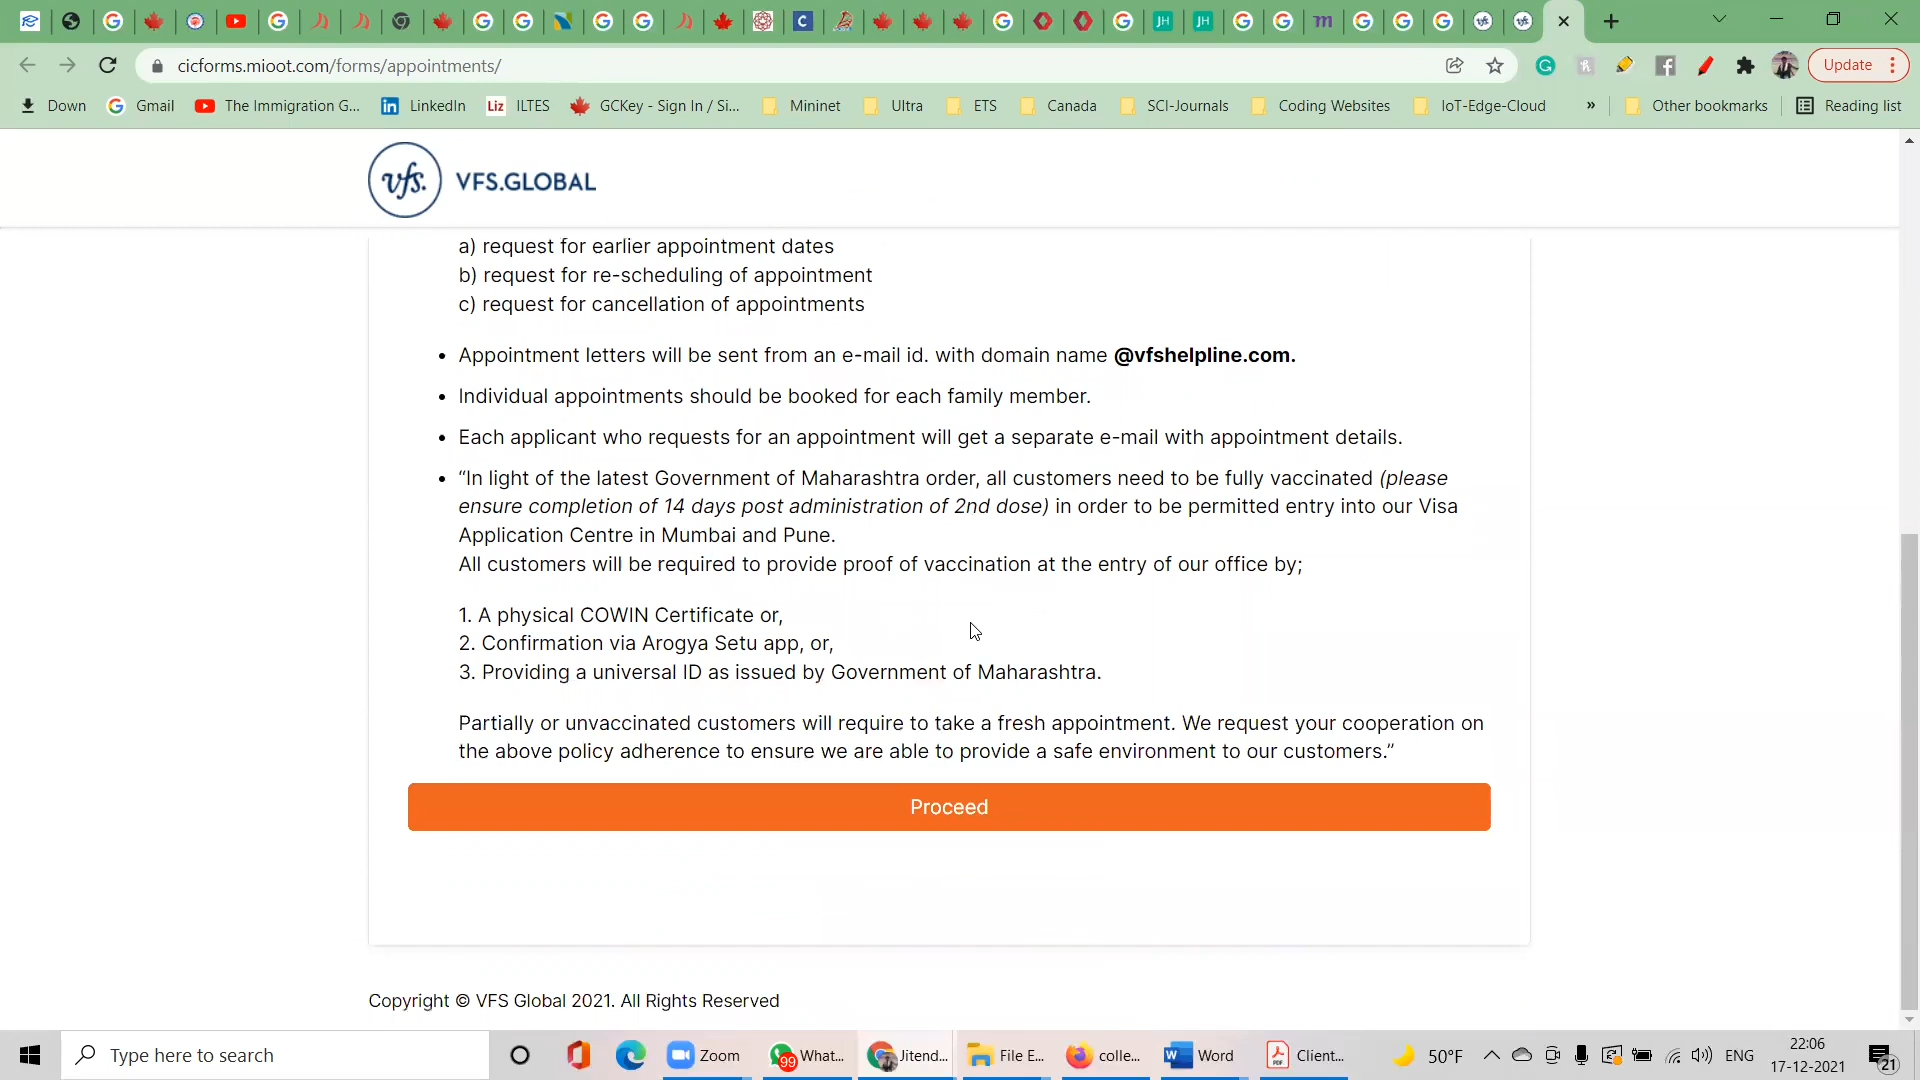 C
JH
JH
m
cicforms.mioot.com/forms/appointments/
Update
Down
Gmail
The Immigration G...
LinkedIn
Liz ILTES
GCKey - Sign In / Si...
Mininet
Ultra
ETS
Canada
SCI-Journals
Coding Websites
IoT-Edge-Cloud
»
Other bookmarks
Reading list
vfs. VFS.GLOBAL
a) request for earlier appointment dates
b) request for re-scheduling of appointment
c) request for cancellation of appointments
• Appointment letters will be sent from an e-mail id. with domain name @vfshelpline.com.
• Individual appointments should be booked for each family member.
• Each applicant who requests for an appointment will get a separate e-mail with appointment details.
• “In light of the latest Government of Maharashtra order, all customers need to be fully vaccinated (please
ensure completion of 14 days post administration of 2nd dose) in order to be permitted entry into our Visa
Application Centre in Mumbai and Pune.
All customers will be required to provide proof of vaccination at the entry of our office by;
1. A physical COWIN Certificate or,
2. Confirmation via Arogya Setu app, or,
3. Providing a universal ID as issued by Government of Maharashtra.
Partially or unvaccinated customers will require to take a fresh appointment. We request your cooperation on
the above policy adherence to ensure we are able to provide a safe environment to our customers.”
Proceed
Copyright © VFS Global 2021. All Rights Reserved
Type here to search
Zoom
99 What...
Jitend...
File E...
colle...
Word
Client...
50°F
ENG
22:06
17-12-2021
21